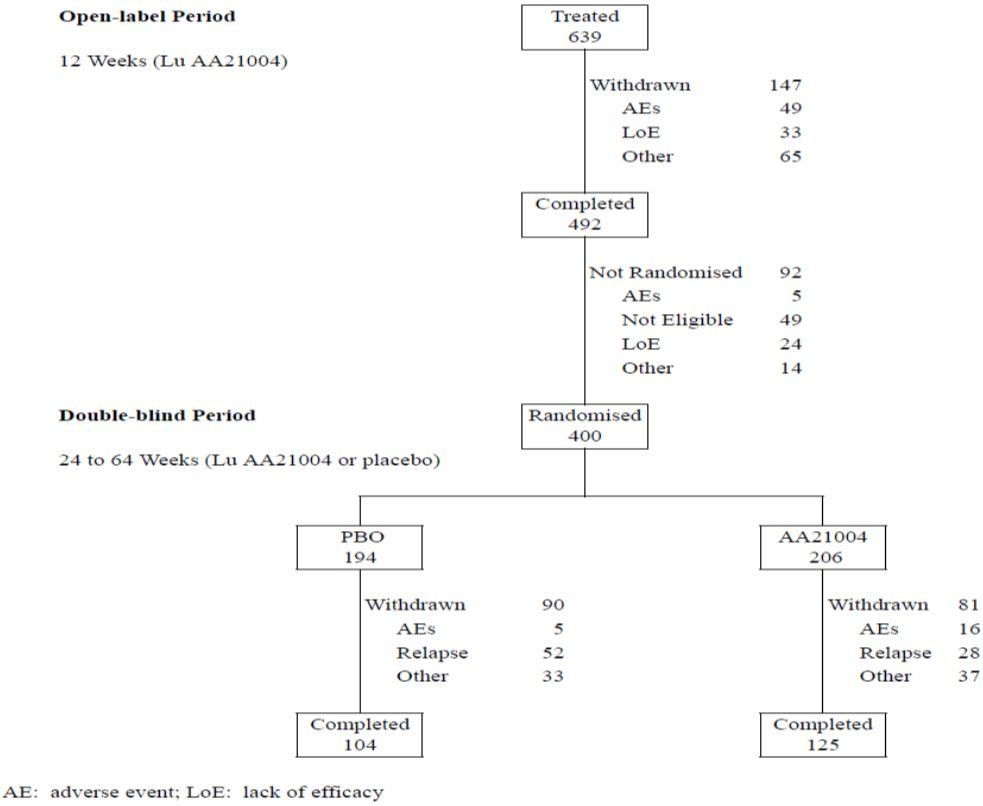 Open-label Period
12 Weeks (Lu AA21004)
Treated
639
Withdrawn 147
AEs 49
LoE 33
Other 65
Completed
492
Not Randomised 92
AEs 5
Not Eligible 49
LoE 24
Other 14
Double-blind Period
24 to 64 Weeks (Lu AA21004 or placebo)
Randomised
400
PBO
194
Withdrawn 90
AEs 5
Relapse 52
Other 33
Completed
104
AA21004
206
Withdrawn 81
AEs 16
Relapse 28
Other 37
Completed
125
AE: adverse event; LoE: lack of efficacy